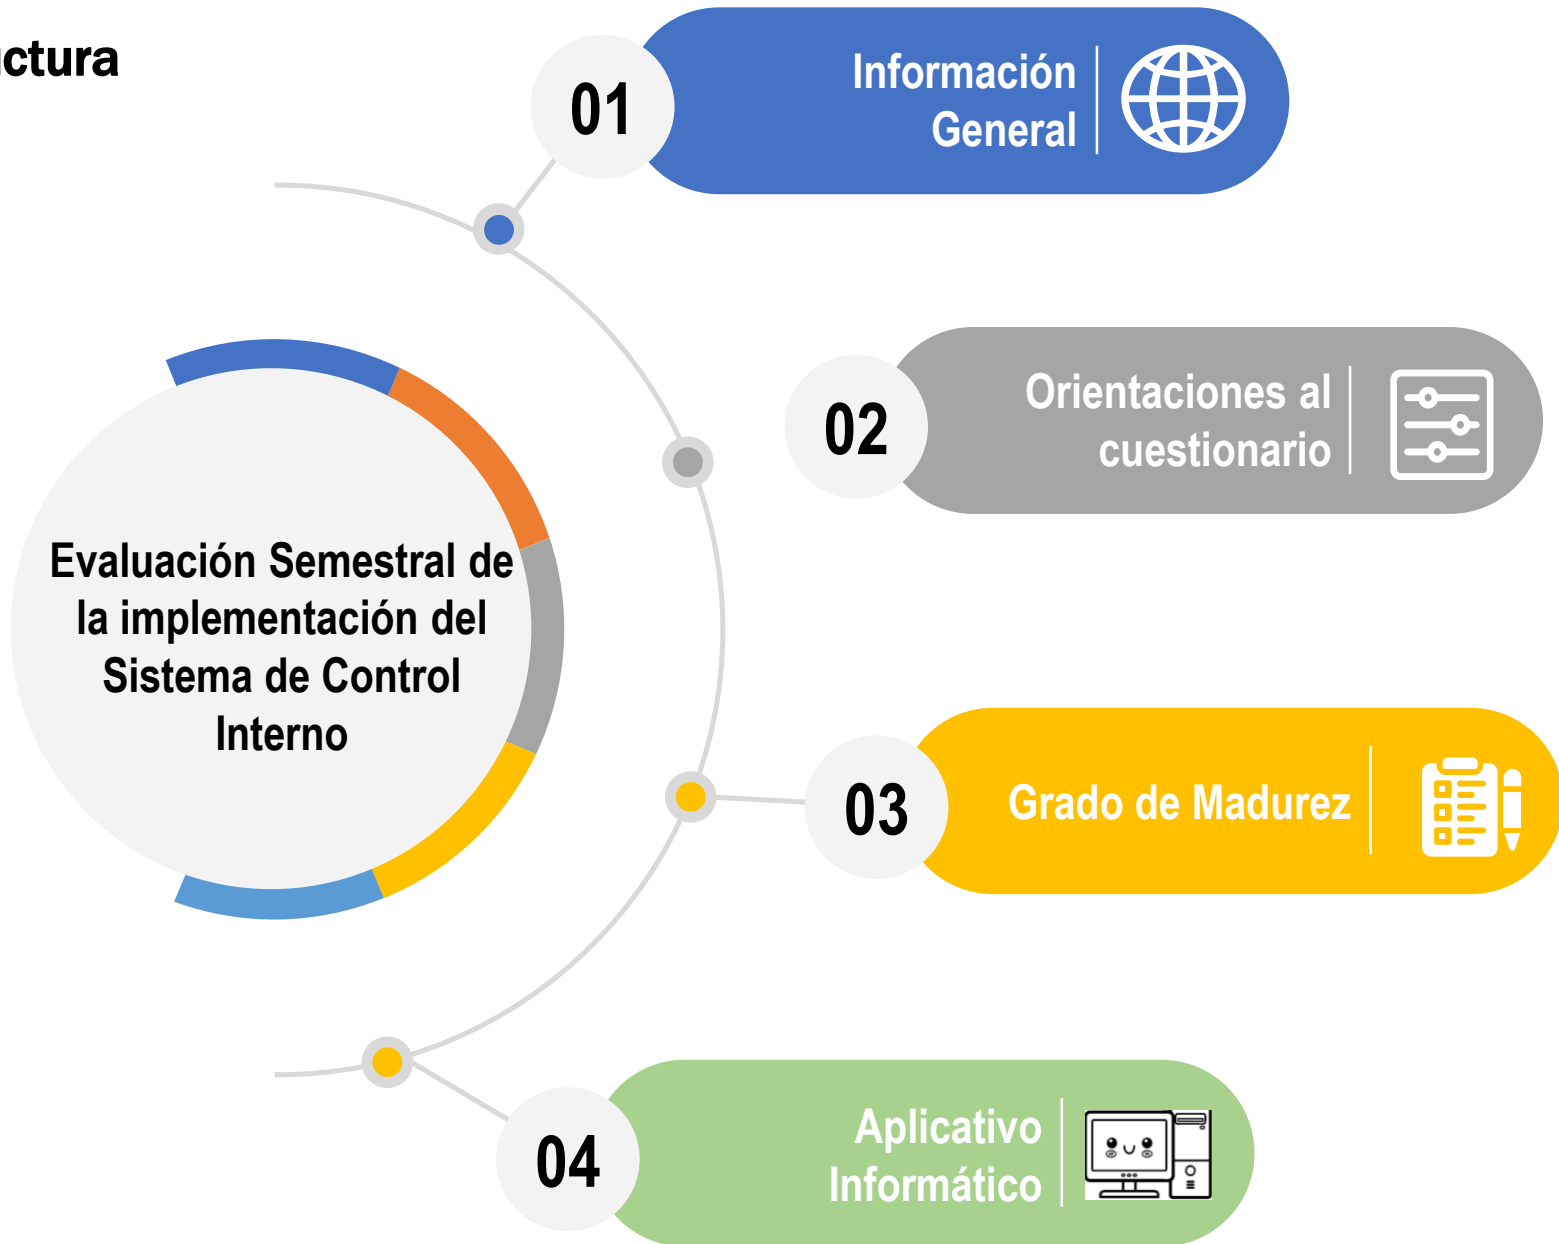 uctura
01
Información
General
02
Orientaciones al
cuestionario
Evaluación Semestral de
la implementación del
Sistema de Control
Interno
03
Grado de Madurez
04
Aplicativo
Informático